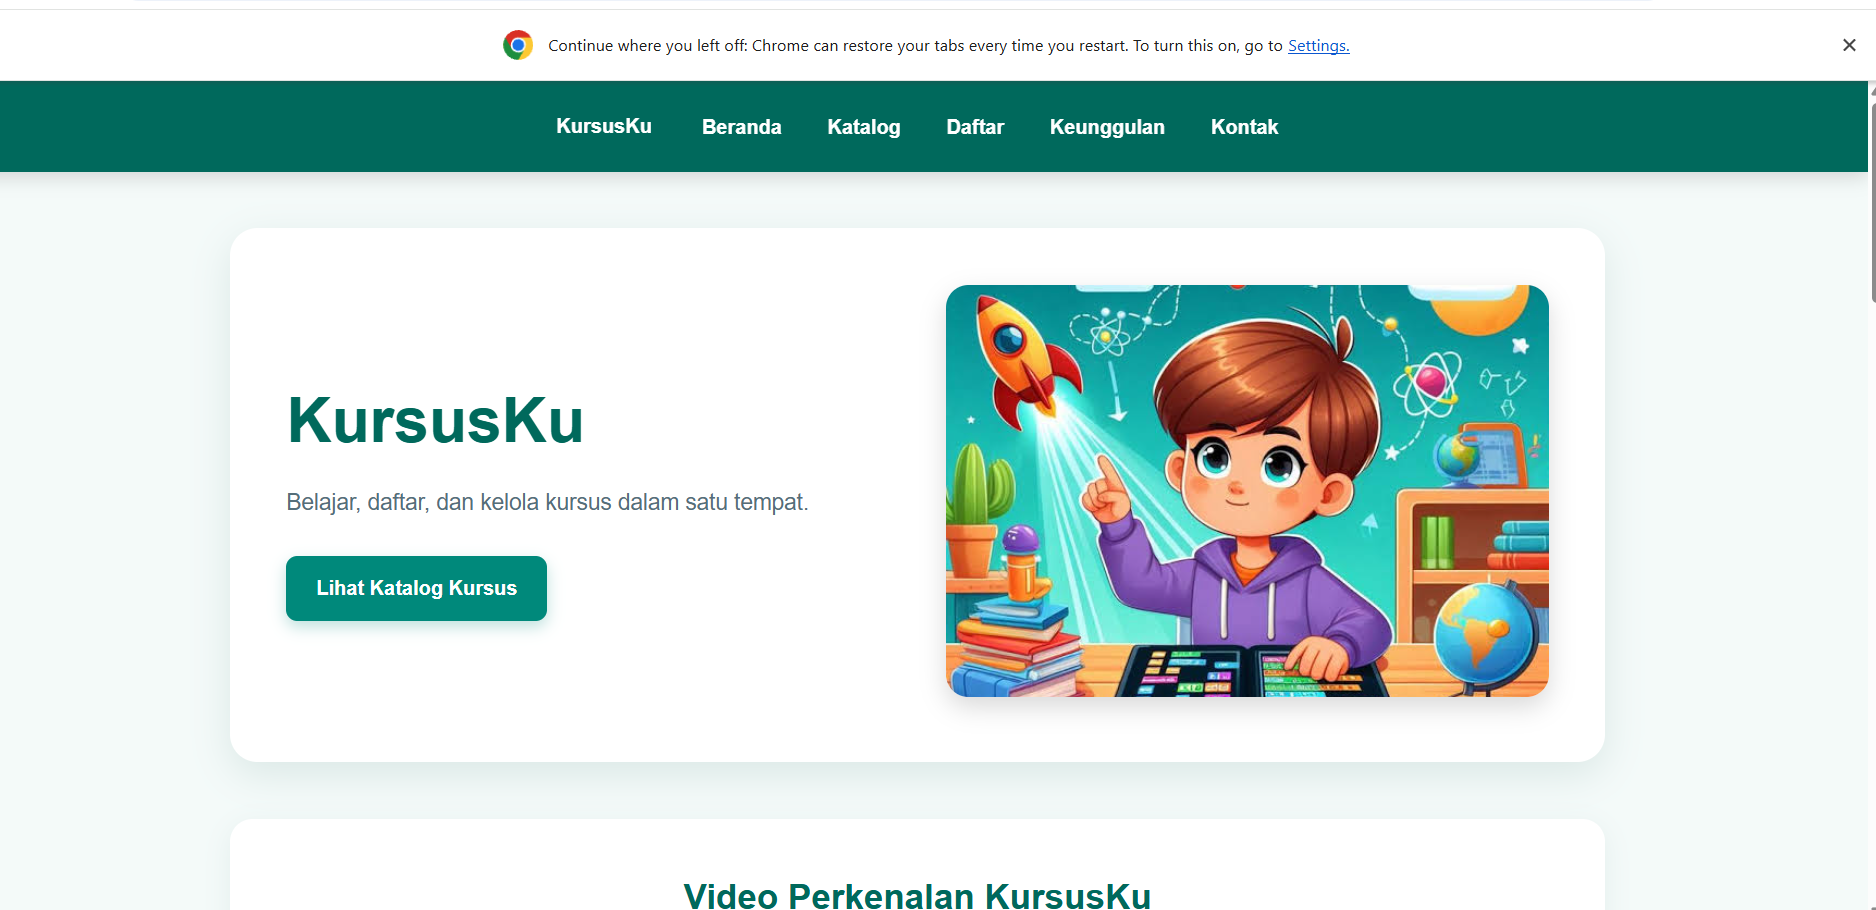 Continue where you left off: Chrome can restore your tabs every time you restart. To turn this on, go to Settings.
KursusKu Beranda Katalog Daftar Keunggulan Kontak
KursusKu
Belajar, daftar, dan kelola kursus dalam satu tempat.
Lihat Katalog Kursus
Video Perkenalan KursusKu